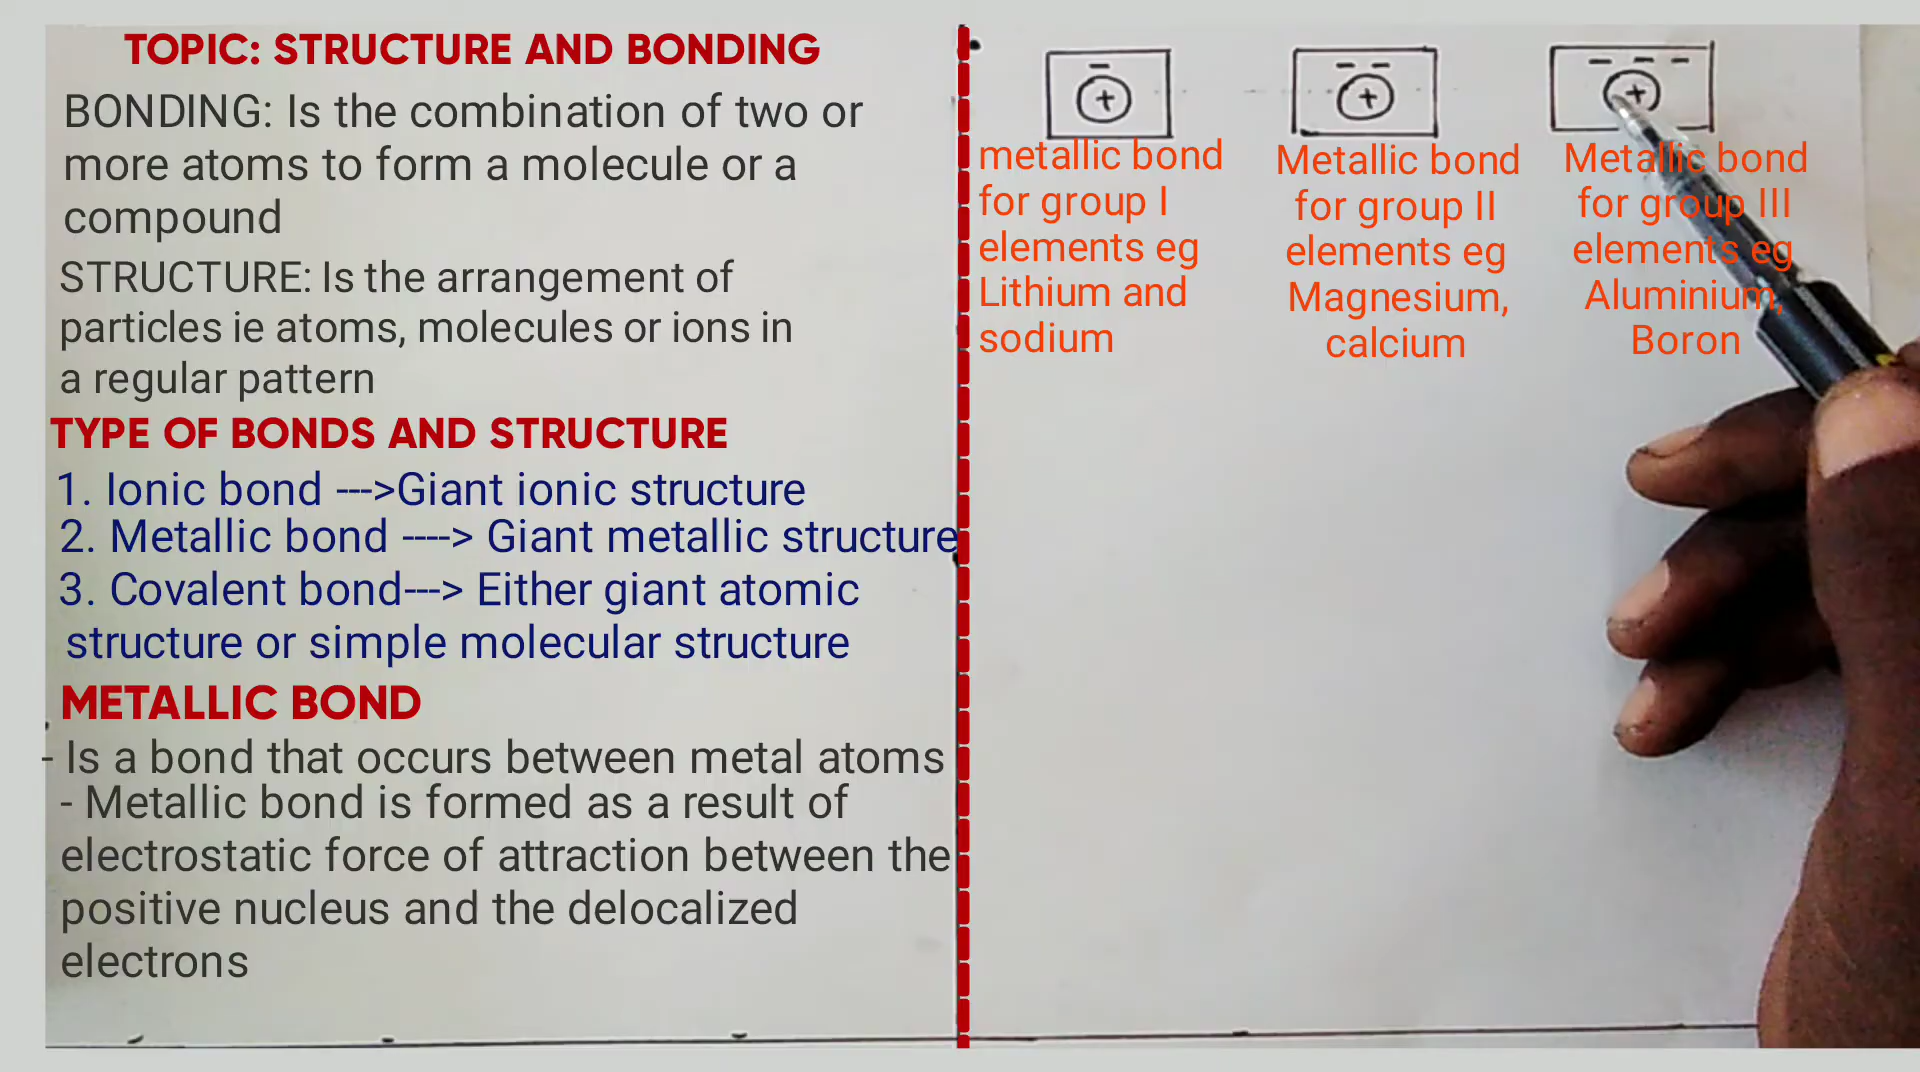 TOPIC: STRUCTURE AND BONDING
BONDING: Is the combination of two or
more atoms to form a molecule or a
compound
STRUCTURE: Is the arrangement of
particles ie atoms, molecules or ions in
a regular pattern
TYPE OF BONDS AND STRUCTURE
1. Ionic bond --->Giant ionic structure
2. Metallic bond ----> Giant metallic structure
3. Covalent bond---> Either giant atomic
structure or simple molecular structure
METALLIC BOND
- Is a bond that occurs between metal atoms
- Metallic bond is formed as a result of
electrostatic force of attraction between the
positive nucleus and the delocalized
electrons
-
+
metallic bond
for group I
elements eg
Lithium and
sodium
- -
+
Metallic bond
for group II
elements eg
Magnesium,
calcium
- - -
+
Metallic bond
for group III
elements eg
Aluminium,
Boron